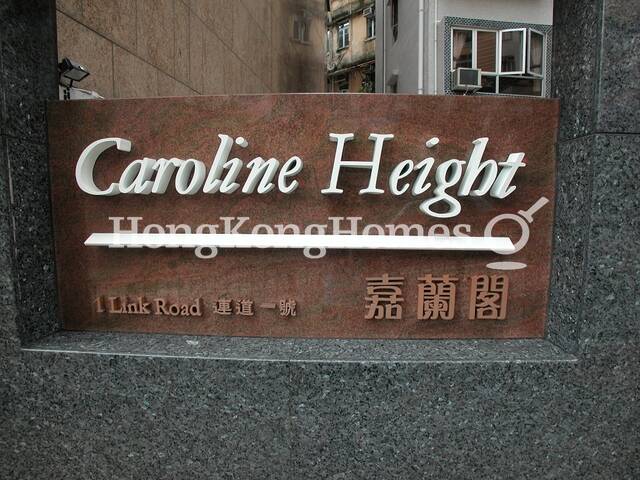 Caroline Height
HongKongHomes
1 Link Road 連道一號
嘉蘭閣